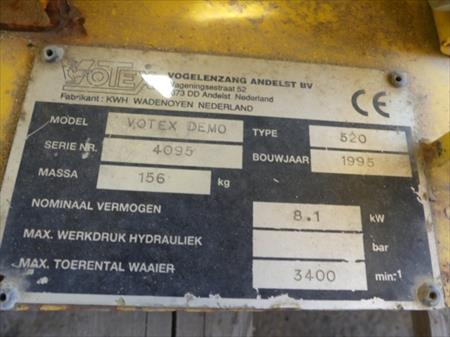 VOTEX VOGELENZANG ANDELST BV
Wageningsestraat 52
6673 DD Andelst Nederland
Fabrikant: KWH WADENOYEN NEDERLAND
CE
MODEL VOTEX DEMO TYPE 520
SERIE NR. 4095 BOUWJAAR 1995
MASSA 156 kg
NOMINAAL VERMOGEN 8.1 kW
MAX. WERKDRUK HYDRAULIEK bar
MAX. TOERENTAL WAAIER 3400 min-1